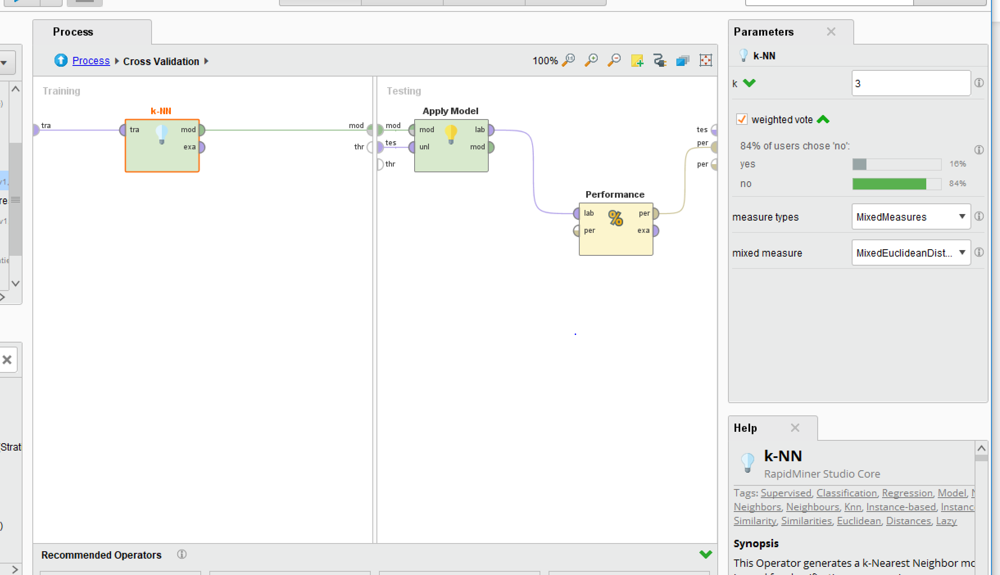 Process
Process
Cross Validation
100%
Training
Testing
k-NN
Apply Model
tra
tra
mod
exa
mod
thr
mod
tes
thr
mod
unl
lab
mod
tes
per
per
Performance
lab
per
per
exa
Recommended Operators
v1.
re
v1
(Strat
)
Parameters
k-NN
k
3
weighted vote
84% of users chose 'no':
yes
16%
no
84%
measure types
MixedMeasures
mixed measure
MixedEuclideanDist...
Help
k-NN
RapidMiner Studio Core
Tags: Supervised, Classification, Regression, Model,
Neighbors, Neighbours, Knn, Instance-based, Instanc
Similarity, Similarities, Euclidean, Distances, Lazy
Synopsis
This Operator generates a k-Nearest Neighbor mo